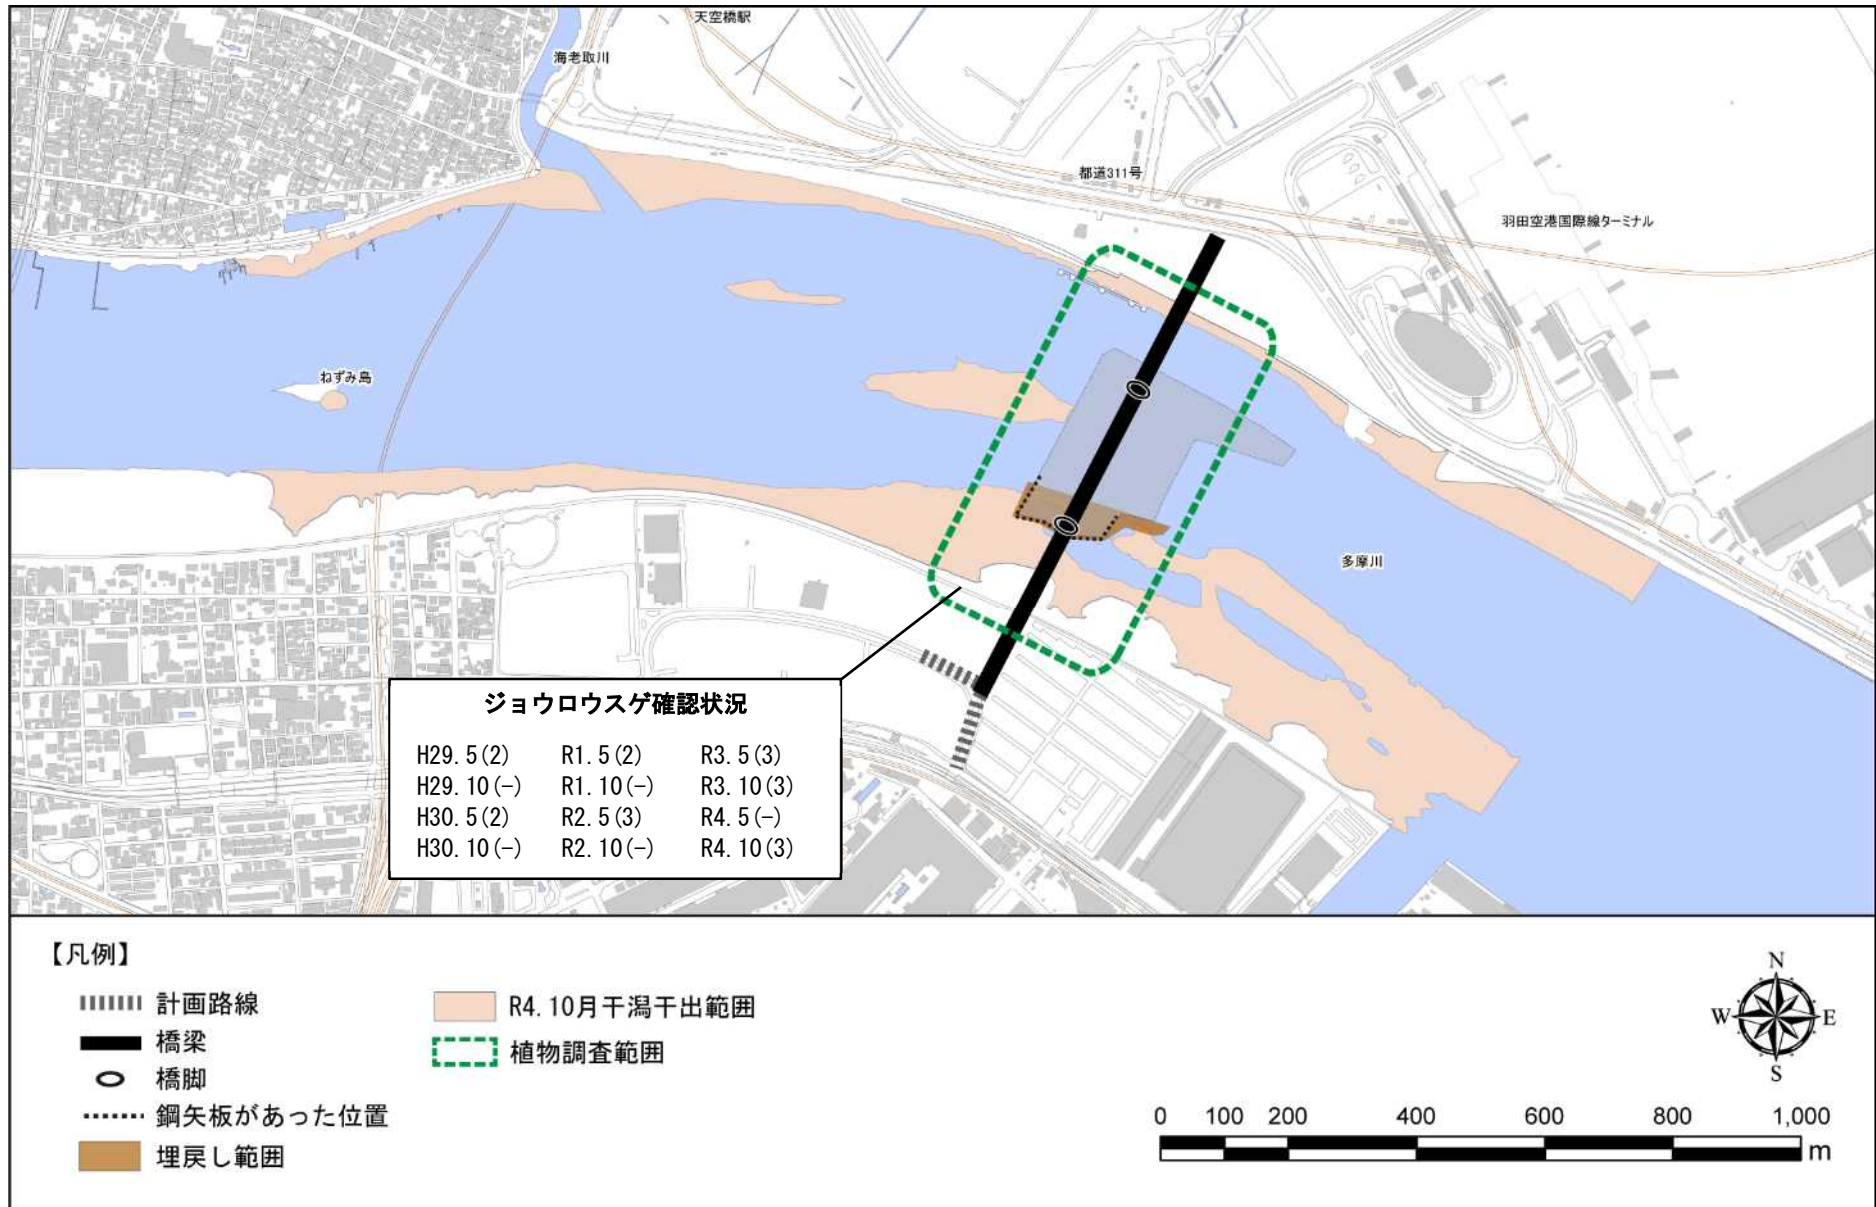 天空橋駅
海老取川
都道311号
羽田空港国際線ターミナル
ねずみ島
多摩川
ジョウロウスゲ確認状況
H29.5(2) R1.5(2) R3.5(3)
H29.10(-) R1.10(-) R3.10(3)
H30.5(2) R2.5(3) R4.5(-)
H30.10(-) R2.10(-) R4.10(3)
【凡例】
計画路線
橋梁
橋脚
鋼矢板があった位置
埋戻し範囲
R4.10月干潟干出範囲
植物調査範囲
N
W E
S
0 100 200 400 600 800 1,000
m